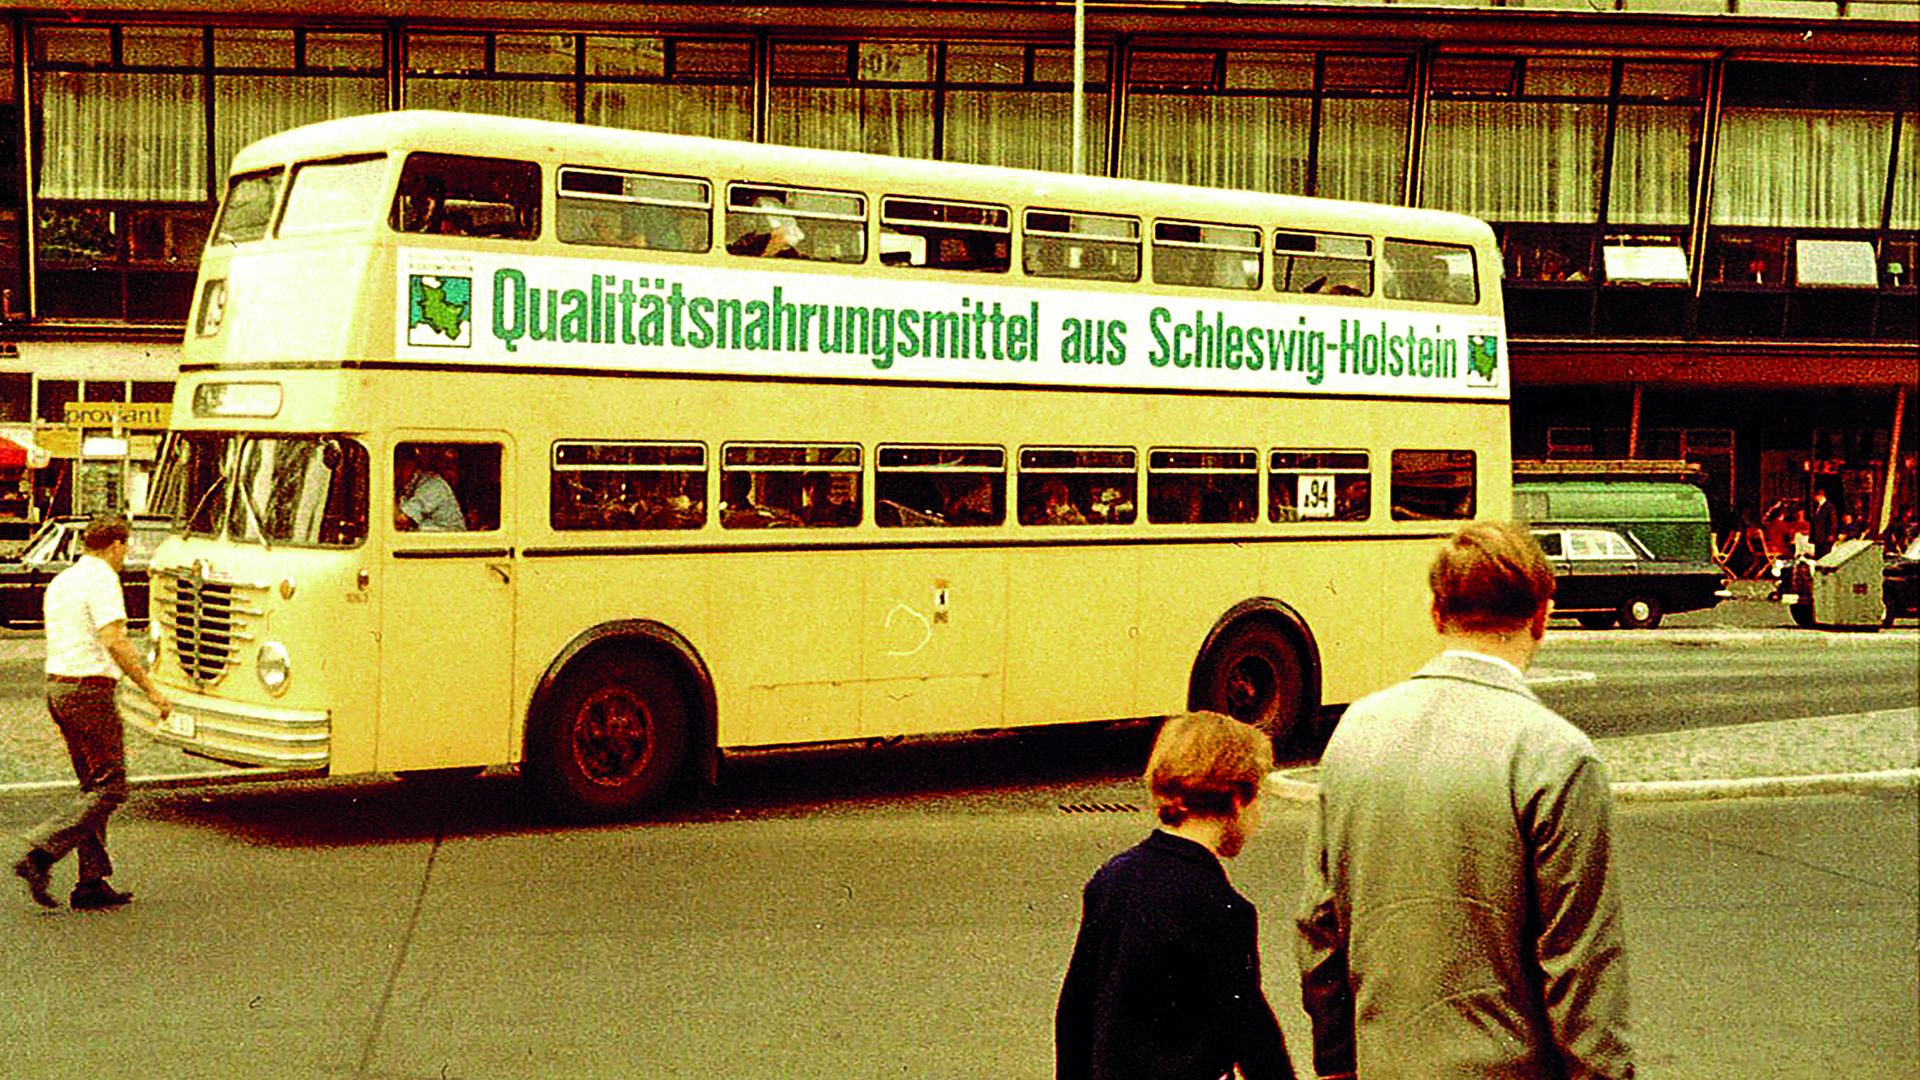 Qualitätsnahrungsmittel aus Schleswig-Holstein
proviant
94